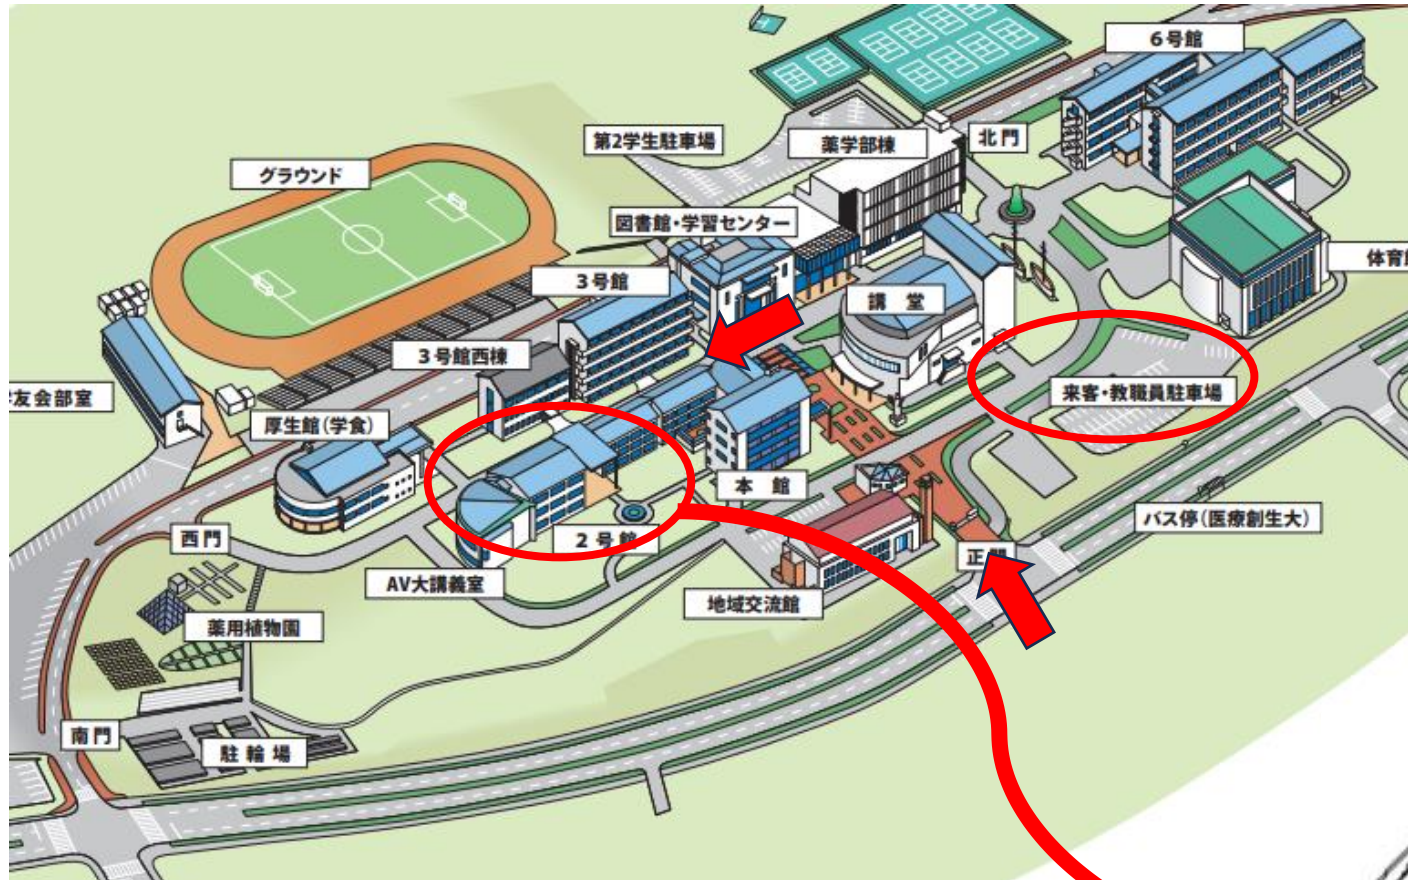 6号館
第2学生駐車場
薬学部棟
北門
グラウンド
図書館・学習センター
体育
3号館
講 堂
3号館西棟
来客・教職員駐車場
友会部室
厚生館(学食)
本 館
バス停(医療創生大)
西門
2号館
正
AV大講義室
地域交流館
薬用植物園
南門
駐輪場